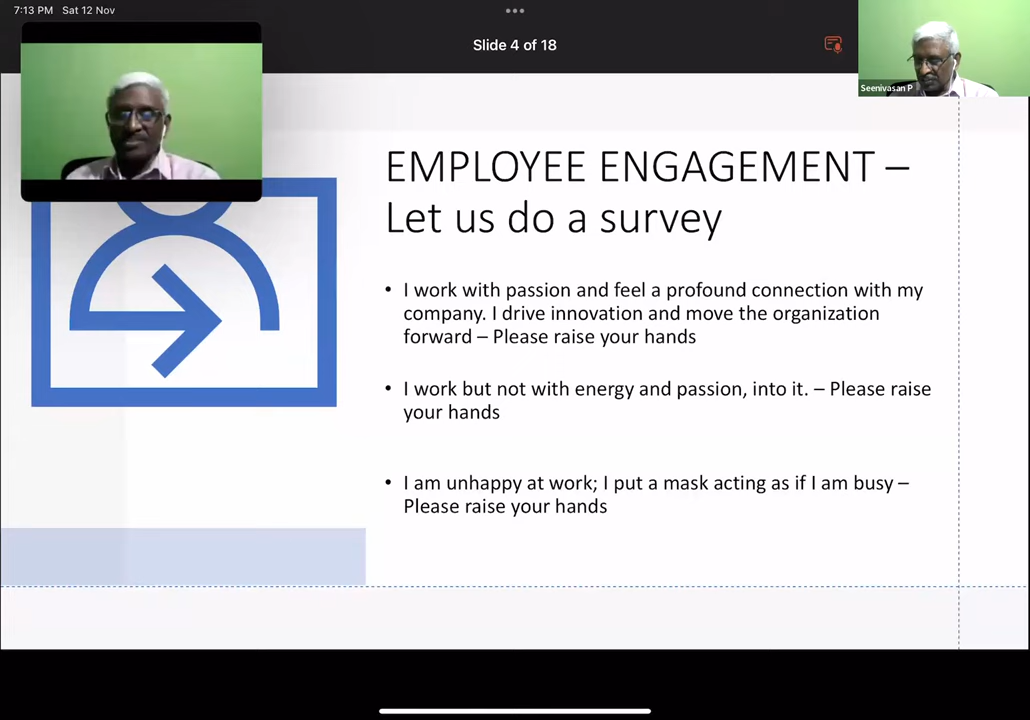 7:13 PM Sat 12 Nov
Slide 4 of 18
Seenivasan P
EMPLOYEE ENGAGEMENT –
Let us do a survey
• I work with passion and feel a profound connection with my
company. I drive innovation and move the organization
forward – Please raise your hands
• I work but not with energy and passion, into it. – Please raise
your hands
• I am unhappy at work; I put a mask acting as if I am busy –
Please raise your hands